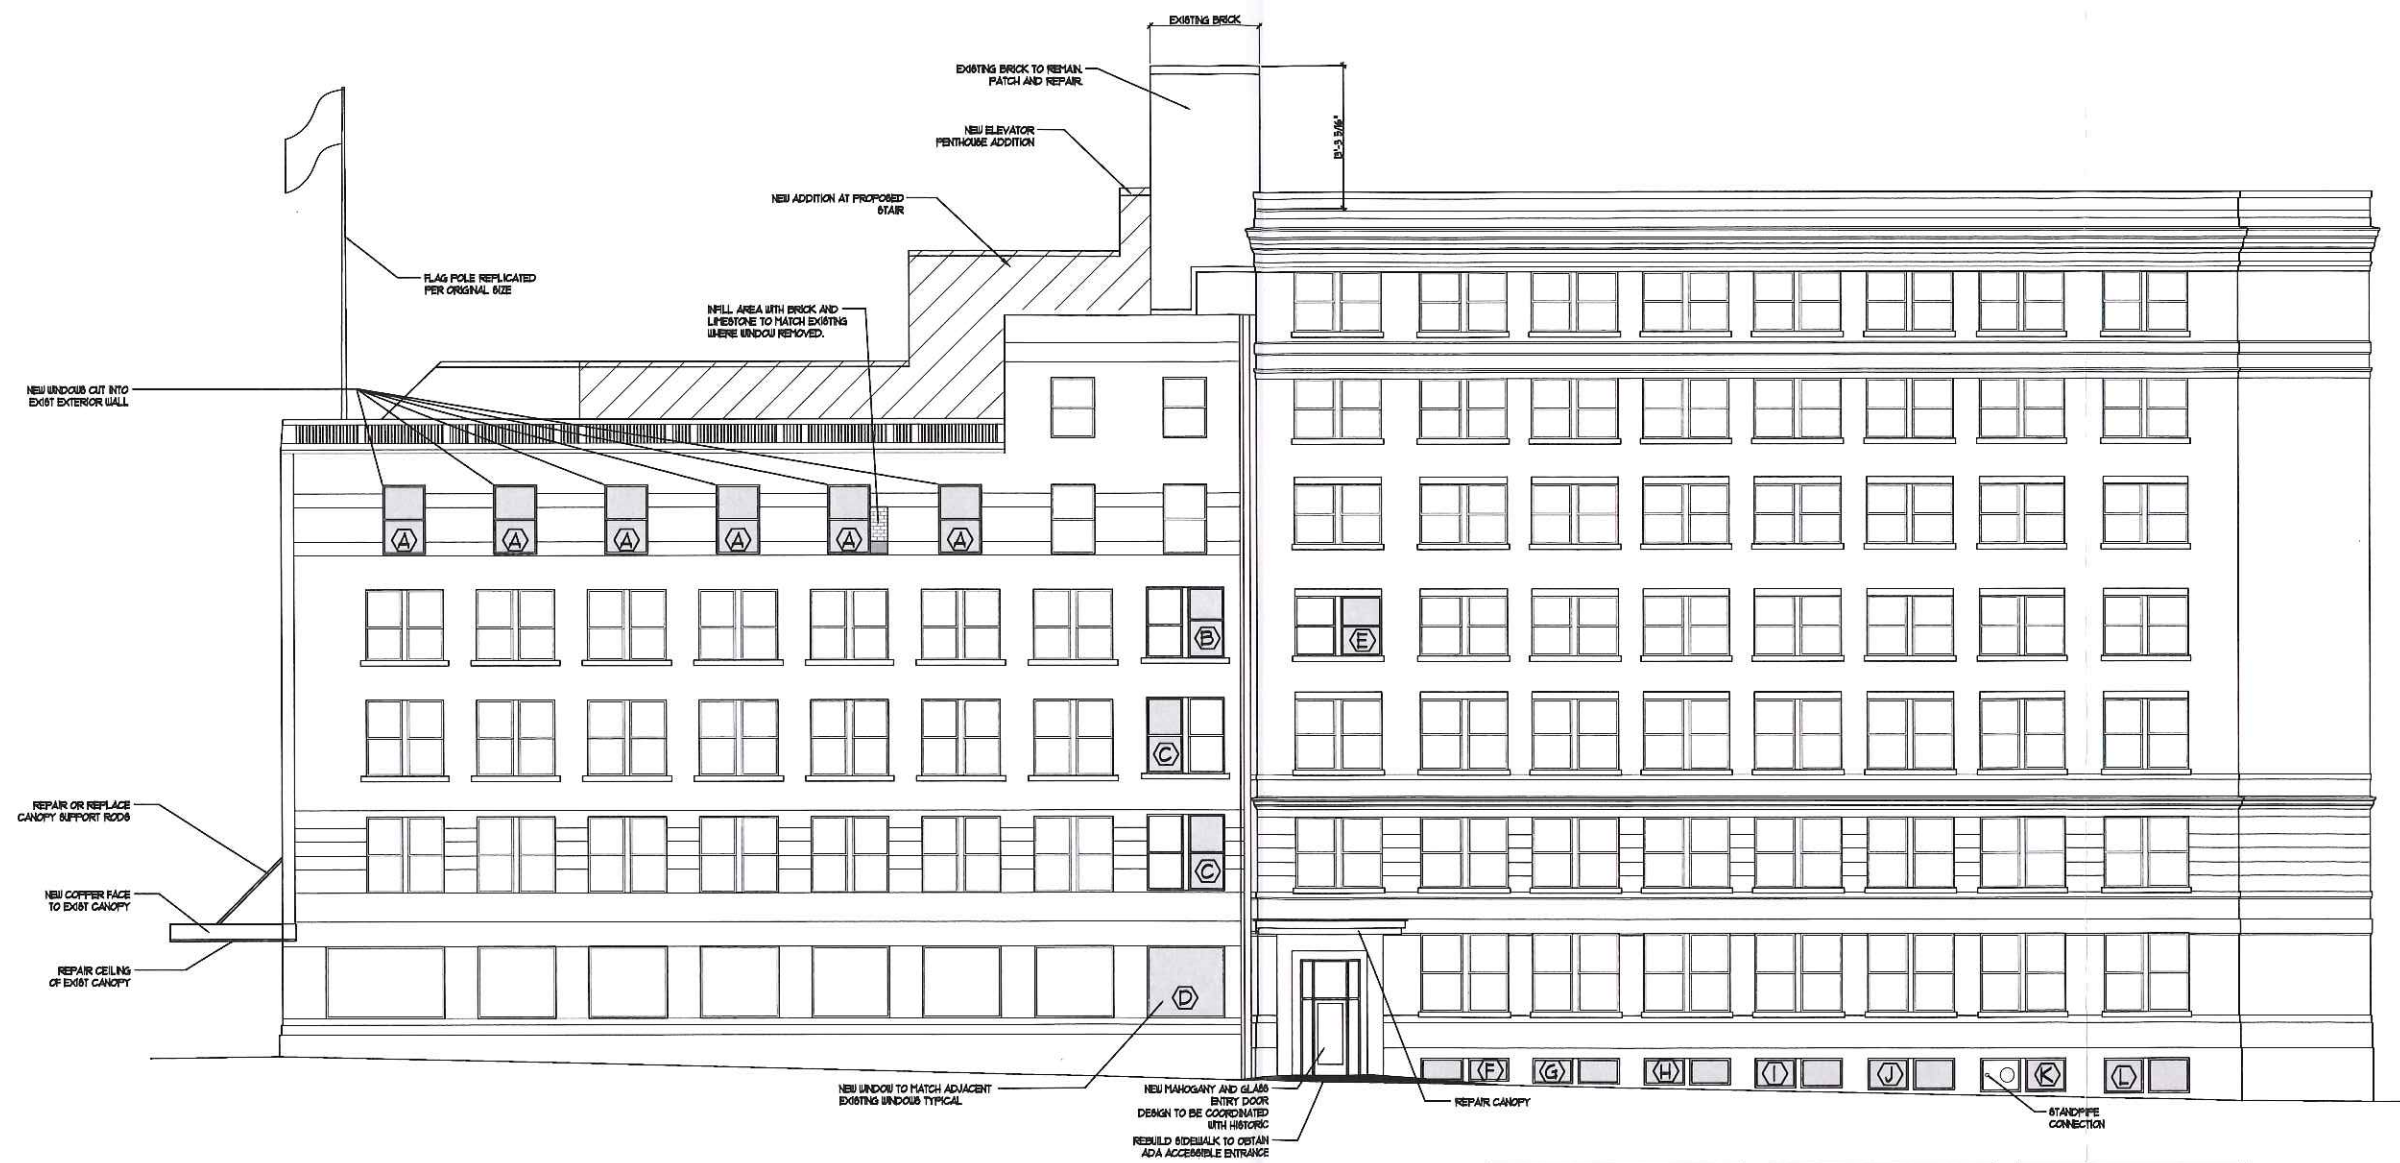 EXISTING BRICK
EXISTING BRICK TO REMAIN.
PATCH AND REPAIR.
13'-3 5/16"
NEW ELEVATOR
PENTHOUSE ADDITION
NEW ADDITION AT PROPOSED
STAIR
FLAG POLE REPLICATED
PER ORIGINAL SIZE
INFILL AREA WITH BRICK AND
LIMESTONE TO MATCH EXISTING
WHERE WINDOW REMOVED.
NEW WINDOWS CUT INTO
EXIST EXTERIOR WALL
A
A
A
A
A
A
B
E
C
REPAIR OR REPLACE
CANOPY SUPPORT RODS
C
NEW COPPER FACE
TO EXIST CANOPY
REPAIR CEILING
OF EXIST CANOPY
D
F
G
H
I
J
K
L
NEW WINDOW TO MATCH ADJACENT
EXISTING WINDOWS TYPICAL
NEW MAHOGANY AND GLASS
ENTRY DOOR
DESIGN TO BE COORDINATED
WITH HISTORIC
REBUILD SIDEWALK TO OBTAIN
ADA ACCESSIBLE ENTRANCE
REPAIR CANOPY
STANDPIPE
CONNECTION